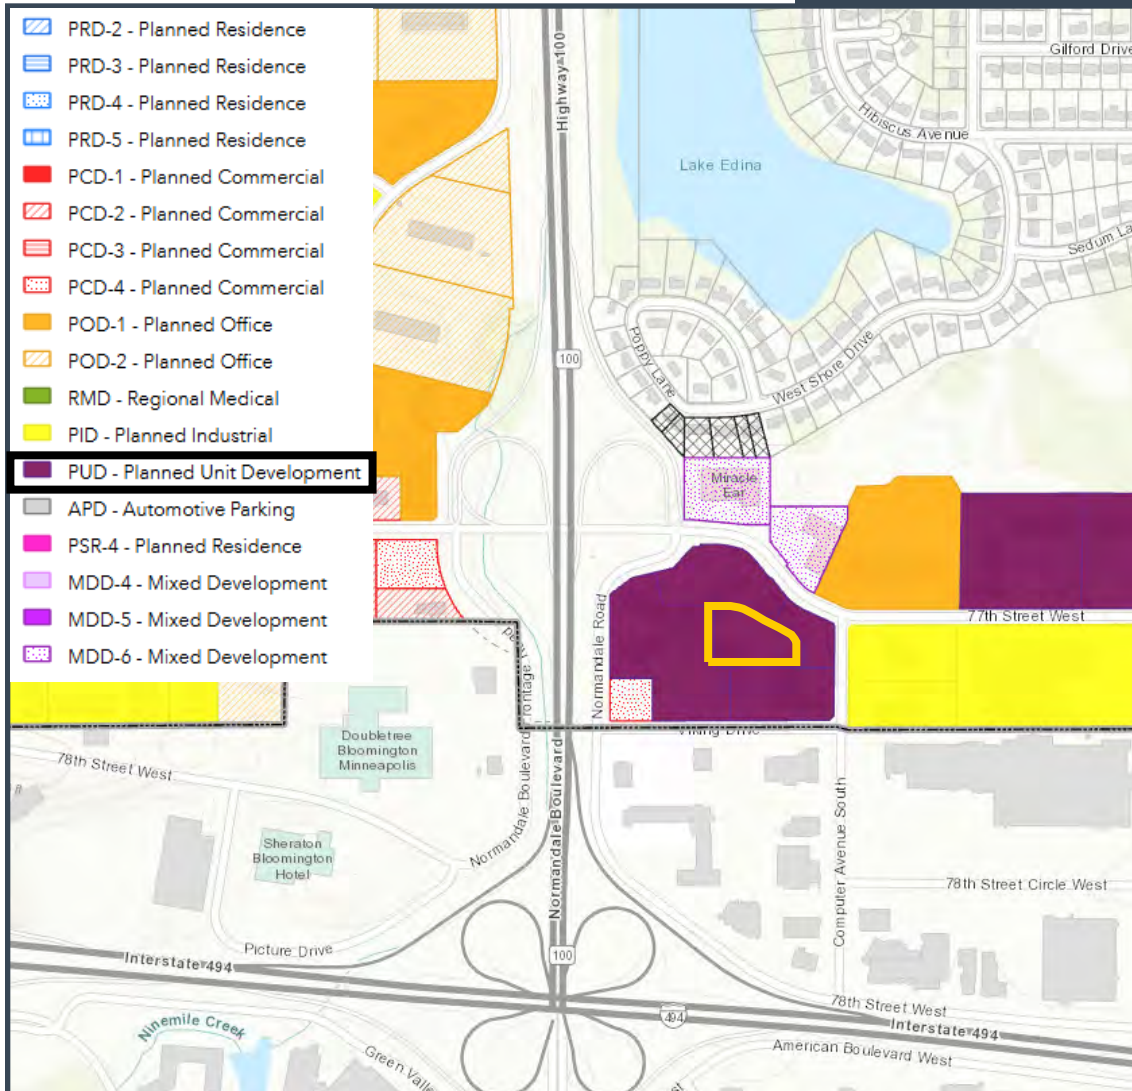 PRD-2 - Planned Residence
PRD-3 - Planned Residence
PRD-4 - Planned Residence
PRD-5 - Planned Residence
PCD-1 - Planned Commercial
PCD-2 - Planned Commercial
PCD-3 - Planned Commercial
PCD-4 - Planned Commercial
POD-1 - Planned Office
POD-2 - Planned Office
RMD - Regional Medical
PID - Planned Industrial
PUD - Planned Unit Development
APD - Automotive Parking
PSR-4 - Planned Residence
MDD-4 - Mixed Development
MDD-5 - Mixed Development
MDD-6 - Mixed Development
Highway 100
Gilford Drive
Hibiscus Avenue
Lake Edina
Sedum La
100
Poppy Lane
West Shore Drive
Miracle
Ear
77th Street West
Normandale Road
Viking Drive
Normandale Boulevard Frontage Road
Doubletree
Bloomington
Minneapolis
78th Street West
Normandale Boulevard
Sheraton
Bloomington
Hotel
Computer Avenue South
78th Street Circle West
Picture Drive
Interstate 494
100
78th Street West
494
Interstate 494
Ninemile Creek
Green Valle
American Boulevard West
st